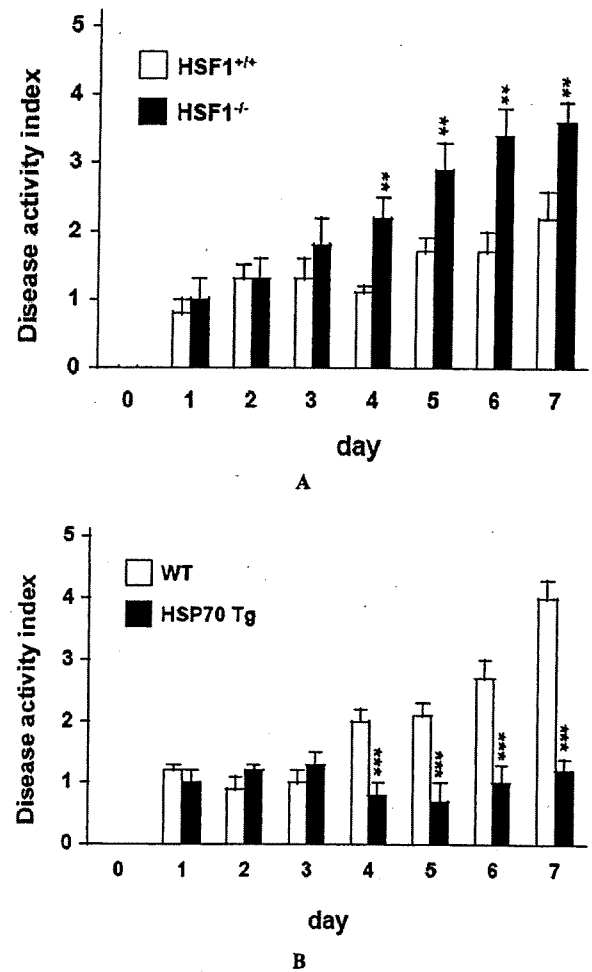 Disease activity index
5
4
3
2
1
0
HSF1+/+
HSF1-/-
**
**
**
**
0 1 2 3 4 5 6 7
day
A
Disease activity index
5
4
3
2
1
0
WT
HSP70 Tg
***
***
***
***
0 1 2 3 4 5 6 7
day
B